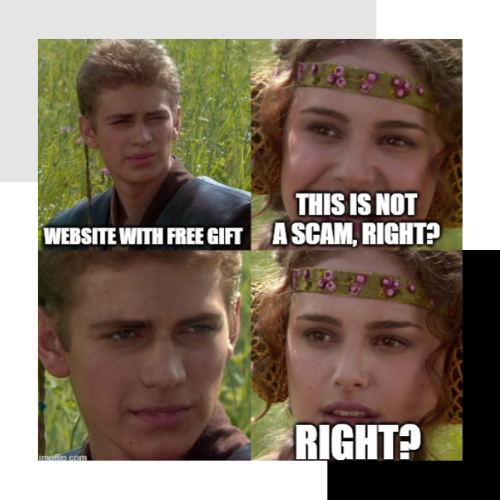 WEBSITE WITH FREE GIFT
THIS IS NOT
A SCAM, RIGHT?
RIGHT?
imgflip.com